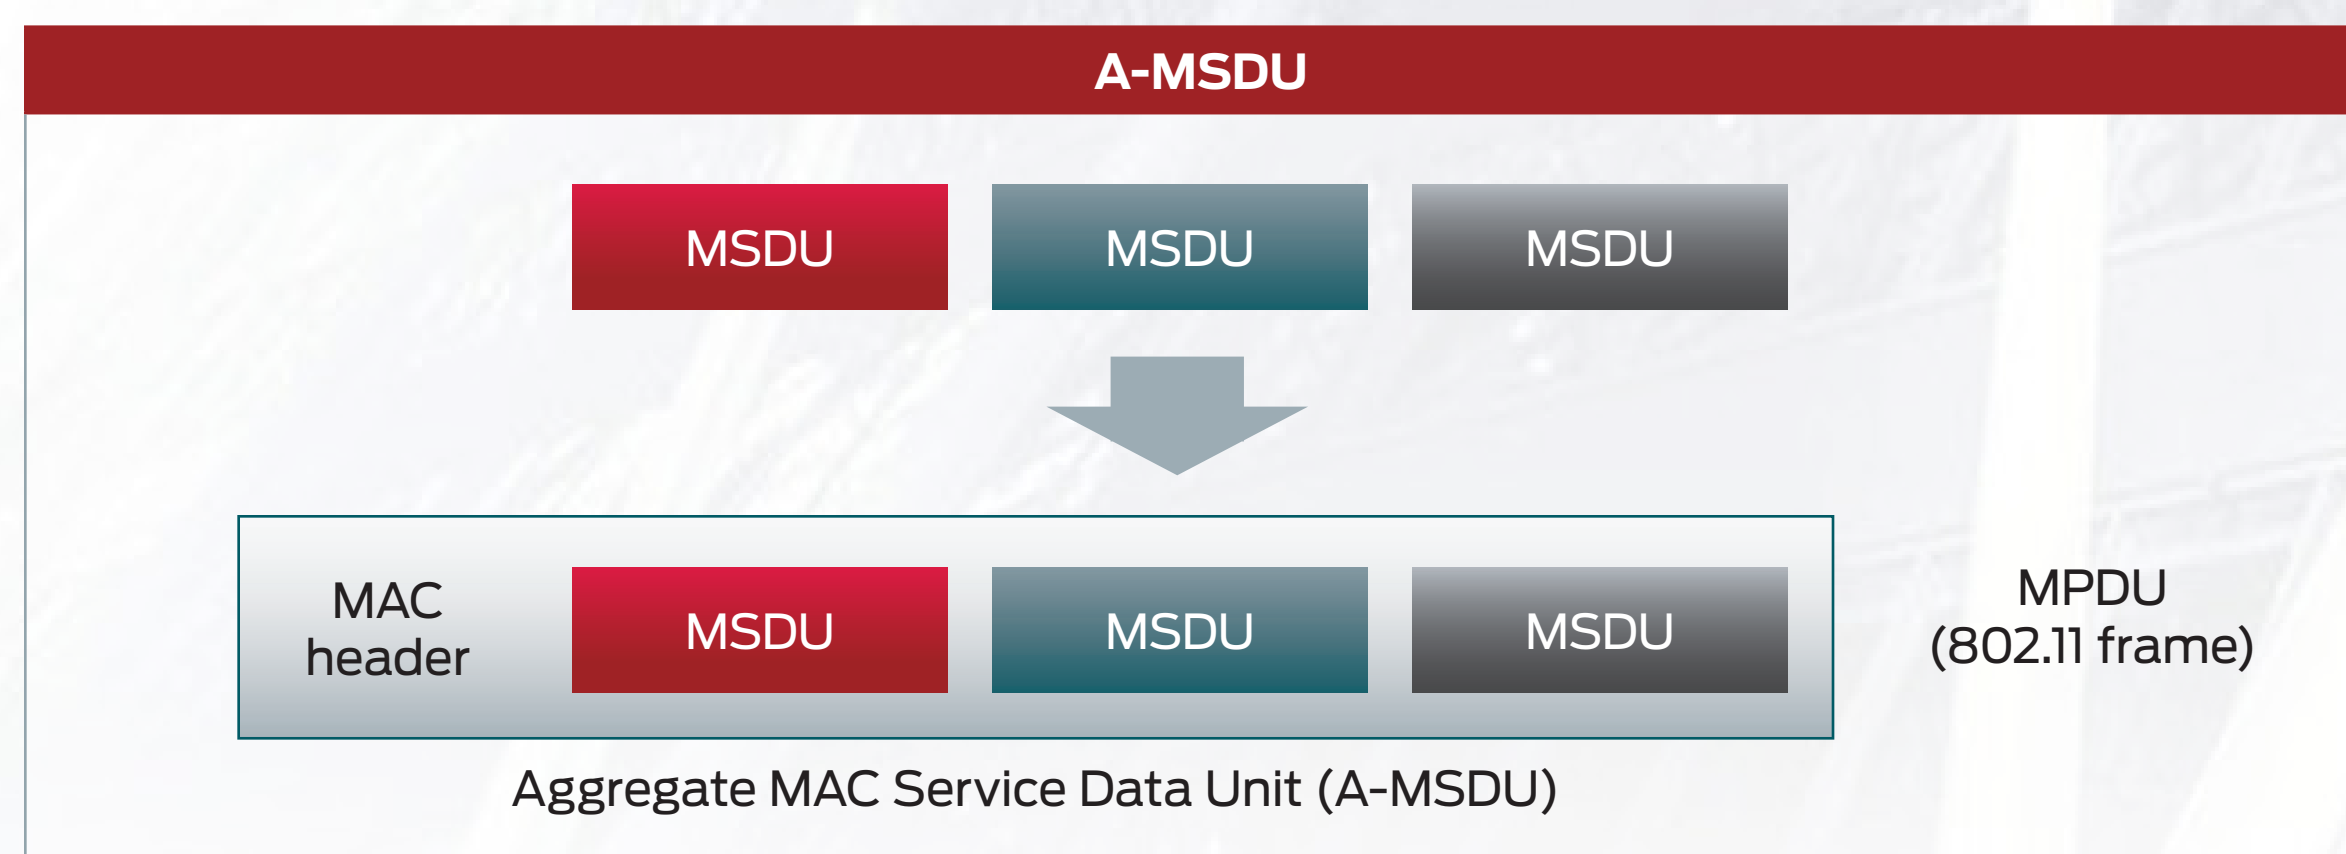 A-MSDU
MSDU MSDU MSDU
MAC
header
MSDU MSDU MSDU
MPDU
(802.11 frame)
Aggregate MAC Service Data Unit (A-MSDU)